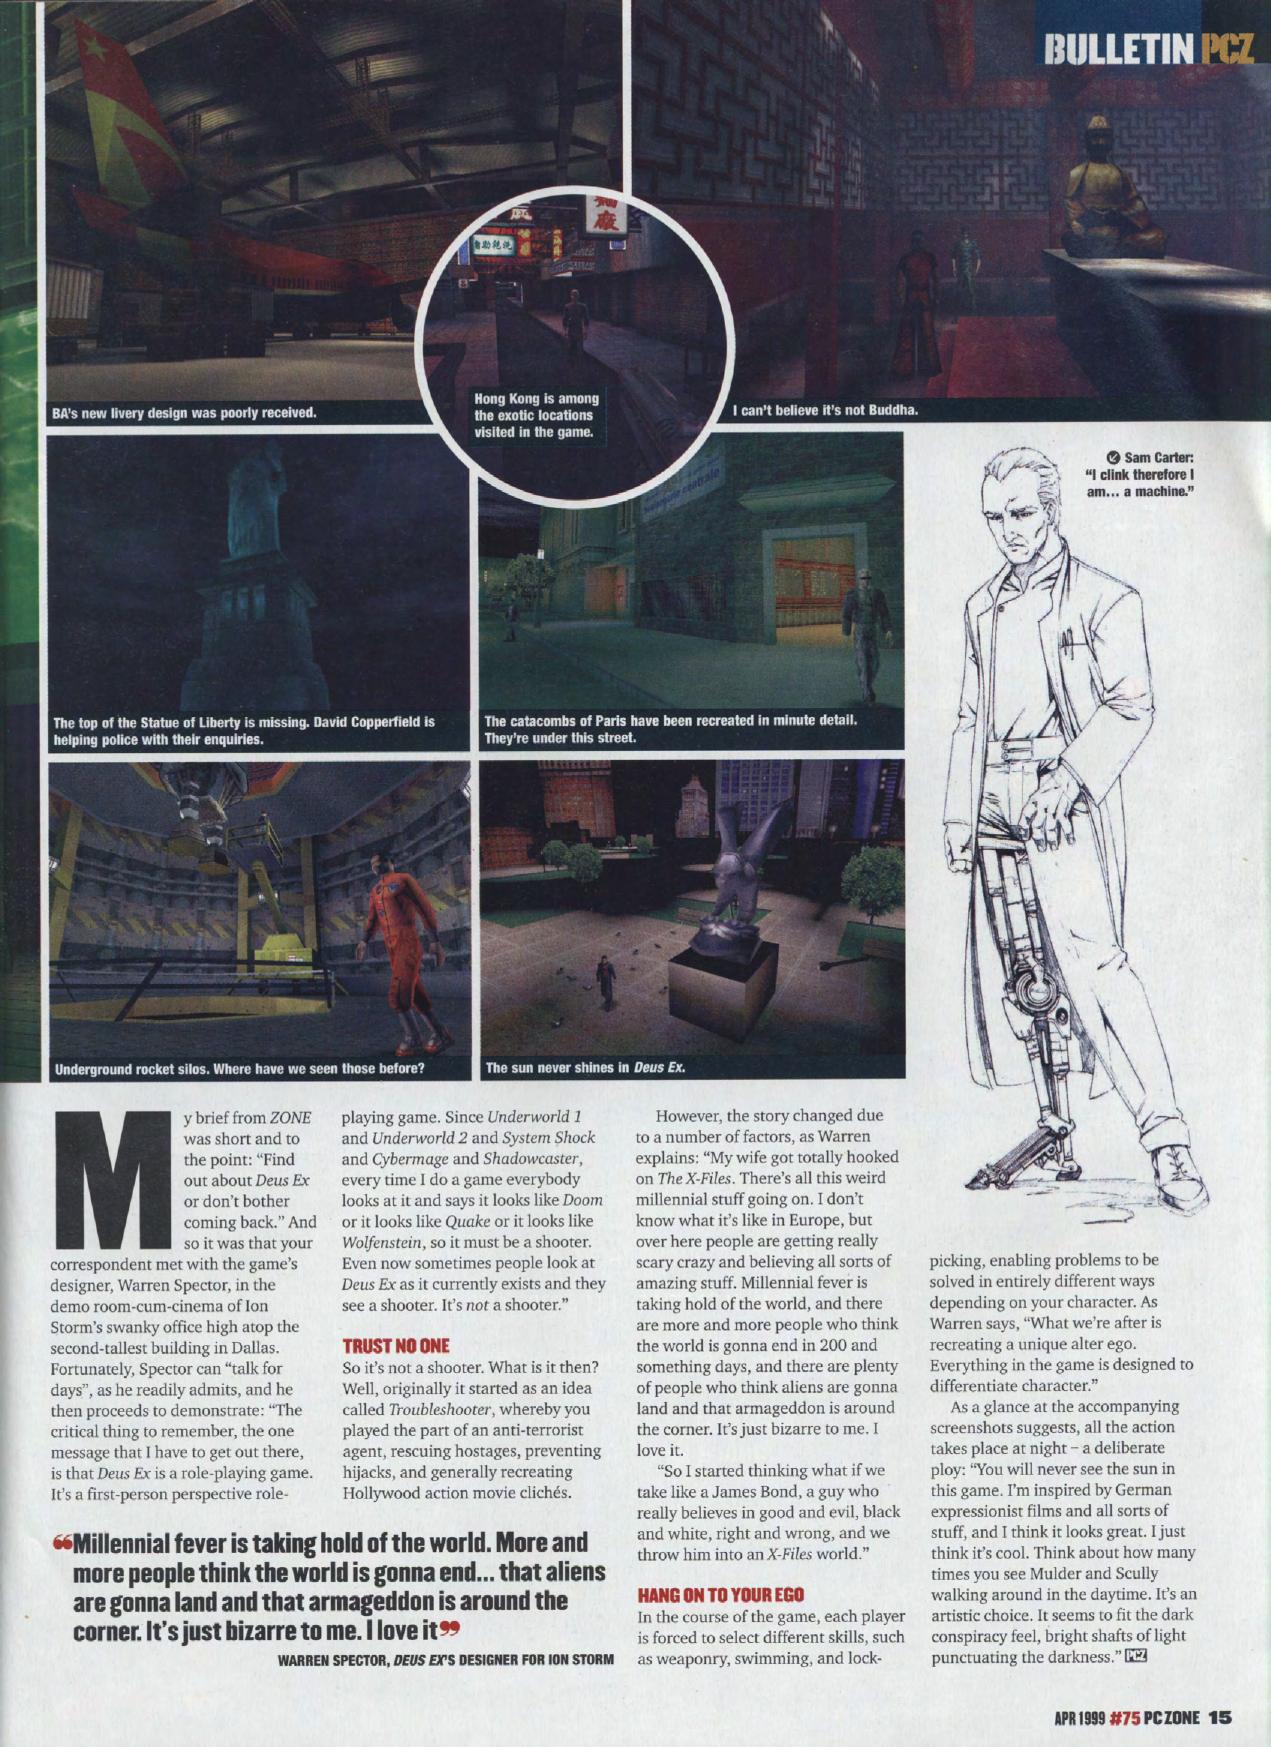 BULLETIN PCZ
BA's new livery design was poorly received.
自助
廠
Hong Kong is among
the exotic locations
visited in the game.
I can't believe it's not Buddha.
Sam Carter:
"I clink therefore I
am... a machine."
The top of the Statue of Liberty is missing. David Copperfield is
helping police with their enquiries.
The catacombs of Paris have been recreated in minute detail.
They're under this street.
Underground rocket silos. Where have we seen those before?
The sun never shines in Deus Ex.
My brief from ZONE
was short and to
the point: "Find
out about Deus Ex
or don't bother
coming back." And
so it was that your
correspondent met with the game's
designer, Warren Spector, in the
demo room-cum-cinema of Ion
Storm's swanky office high atop the
second-tallest building in Dallas.
Fortunately, Spector can "talk for
days", as he readily admits, and he
then proceeds to demonstrate: "The
critical thing to remember, the one
message that I have to get out there,
is that Deus Ex is a role-playing game.
It's a first-person perspective role-
playing game. Since Underworld 1
and Underworld 2 and System Shock
and Cybermage and Shadowcaster,
every time I do a game everybody
looks at it and says it looks like Doom
or it looks like Quake or it looks like
Wolfenstein, so it must be a shooter.
Even now sometimes people look at
Deus Ex as it currently exists and they
see a shooter. It's not a shooter."
TRUST NO ONE
So it's not a shooter. What is it then?
Well, originally it started as an idea
called Troubleshooter, whereby you
played the part of an anti-terrorist
agent, rescuing hostages, preventing
hijacks, and generally recreating
Hollywood action movie clichés.
"Millennial fever is taking hold of the world. More and
more people think the world is gonna end... that aliens
are gonna land and that armageddon is around the
corner. It's just bizarre to me. I love it"
WARREN SPECTOR, DEUS EX'S DESIGNER FOR ION STORM
However, the story changed due
to a number of factors, as Warren
explains: "My wife got totally hooked
on The X-Files. There's all this weird
millennial stuff going on. I don't
know what it's like in Europe, but
over here people are getting really
scary crazy and believing all sorts of
amazing stuff. Millennial fever is
taking hold of the world, and there
are more and more people who think
the world is gonna end in 200 and
something days, and there are plenty
of people who think aliens are gonna
land and that armageddon is around
the corner. It's just bizarre to me. I
love it.
"So I started thinking what if we
take like a James Bond, a guy who
really believes in good and evil, black
and white, right and wrong, and we
throw him into an X-Files world."
HANG ON TO YOUR EGO
In the course of the game, each player
is forced to select different skills, such
as weaponry, swimming, and lock-
picking, enabling problems to be
solved in entirely different ways
depending on your character. As
Warren says, "What we're after is
recreating a unique alter ego.
Everything in the game is designed to
differentiate character."
As a glance at the accompanying
screenshots suggests, all the action
takes place at night – a deliberate
ploy: "You will never see the sun in
this game. I'm inspired by German
expressionist films and all sorts of
stuff, and I think it looks great. I just
think it's cool. Think about how many
times you see Mulder and Scully
walking around in the daytime. It's an
artistic choice. It seems to fit the dark
conspiracy feel, bright shafts of light
punctuating the darkness." PCZ
APR 1999 #75 PC ZONE 15